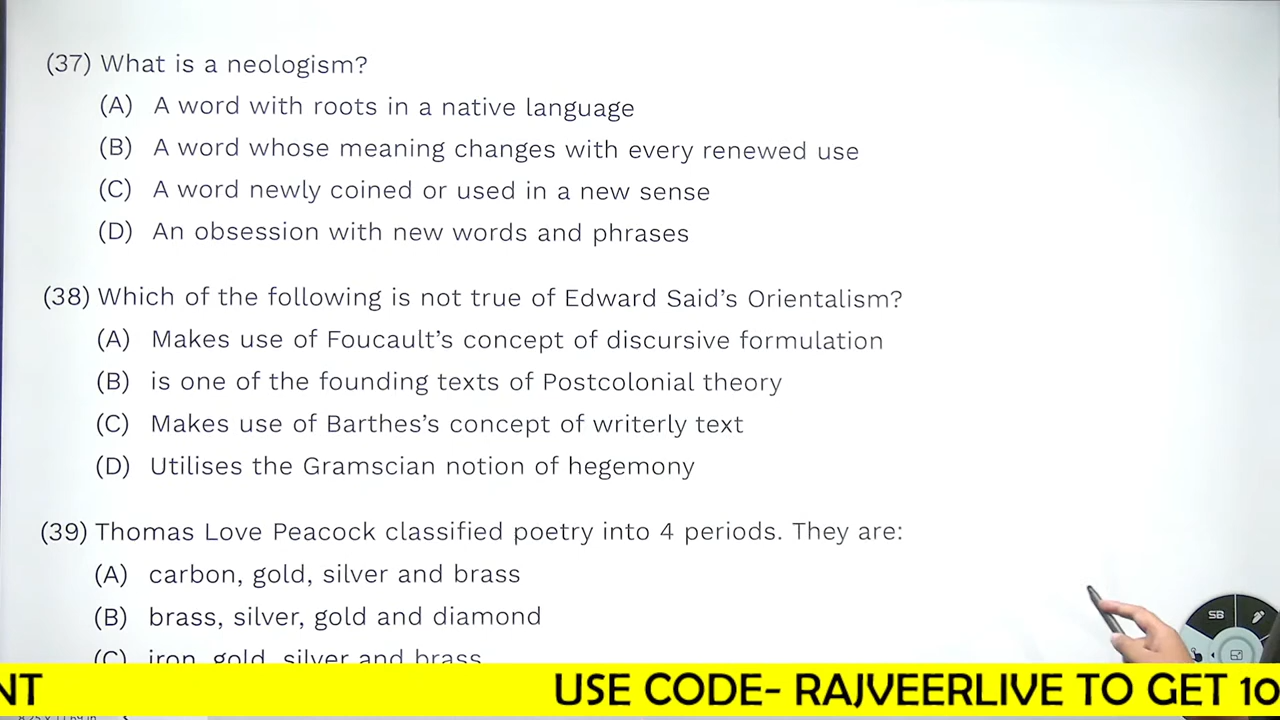 (37) What is a neologism?
(A) A word with roots in a native language
(B) A word whose meaning changes with every renewed use
(C) A word newly coined or used in a new sense
(D) An obsession with new words and phrases
(38) Which of the following is not true of Edward Said's Orientalism?
(A) Makes use of Foucault's concept of discursive formulation
(B) is one of the founding texts of Postcolonial theory
(C) Makes use of Barthes's concept of writerly text
(D) Utilises the Gramscian notion of hegemony
(39) Thomas Love Peacock classified poetry into 4 periods. They are:
(A) carbon, gold, silver and brass
(B) brass, silver, gold and diamond
(C) iron, gold, silver and brass
SB
NT USE CODE- RAJVEERLIVE TO GET 10